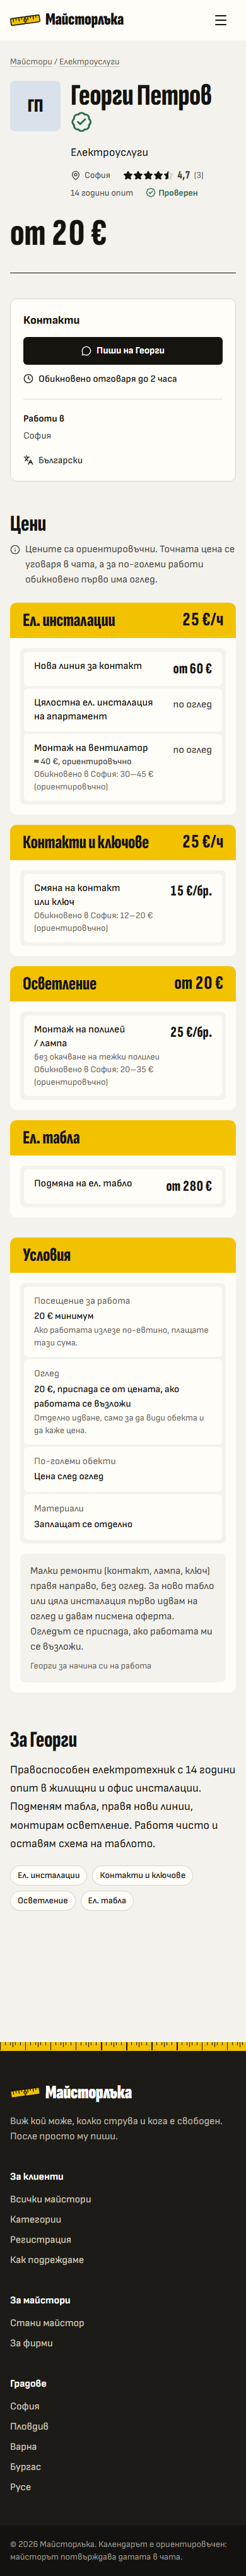 Майсторлъка
Майстори / Електроуслуги
ГП
Георги Петров
Електроуслуги
София 4,7 (3)
14 години опит Проверен
от 20 €
Контакти
Пиши на Георги
Обикновено отговаря до 2 часа
Работи в
София
Български
Цени
Цените са ориентировъчни. Точната цена се
уговаря в чата, а за по-големи работи
обикновено първо има оглед.
Ел. инсталации 25 €/ч
Нова линия за контакт от 60 €
Цялостна ел. инсталация
на апартамент
по оглед
Монтаж на вентилатор по оглед
≈ 40 €, ориентировъчно
Обикновено в София: 30–45 €
(ориентировъчно)
Контакти и ключове 25 €/ч
Смяна на контакт
или ключ
15 €/бр.
Обикновено в София: 12–20 €
(ориентировъчно)
Осветление от 20 €
Монтаж на полилей
/ лампа
25 €/бр.
без окачване на тежки полилеи
Обикновено в София: 20–35 €
(ориентировъчно)
Ел. табла
Подмяна на ел. табло от 280 €
Условия
Посещение за работа
20 € минимум
Ако работата излезе по-евтино, плащате
тази сума.
Оглед
20 €, приспада се от цената, ако
работата се възложи
Отделно идване, само за да види обекта и
да каже цена.
По-големи обекти
Цена след оглед
Материали
Заплащат се отделно
Малки ремонти (контакт, лампа, ключ)
правя направо, без оглед. За ново табло
или цяла инсталация първо идвам на
оглед и давам писмена оферта.
Огледът се приспада, ако работата ми
се възложи.
Георги за начина си на работа
За Георги
Правоспособен електротехник с 14 години
опит в жилищни и офис инсталации.
Подменям табла, правя нови линии,
монтирам осветление. Работя чисто и
оставям схема на таблото.
Ел. инсталации Контакти и ключове
Осветление Ел. табла
Майсторлъка
Виж кой може, колко струва и кога е свободен.
После просто му пиши.
За клиенти
Всички майстори
Категории
Регистрация
Как подреждаме
За майстори
Стани майстор
За фирми
Градове
София
Пловдив
Варна
Бургас
Русе
© 2026 Майсторлъка. Календарът е ориентировъчен:
майсторът потвърждава датата в чата.